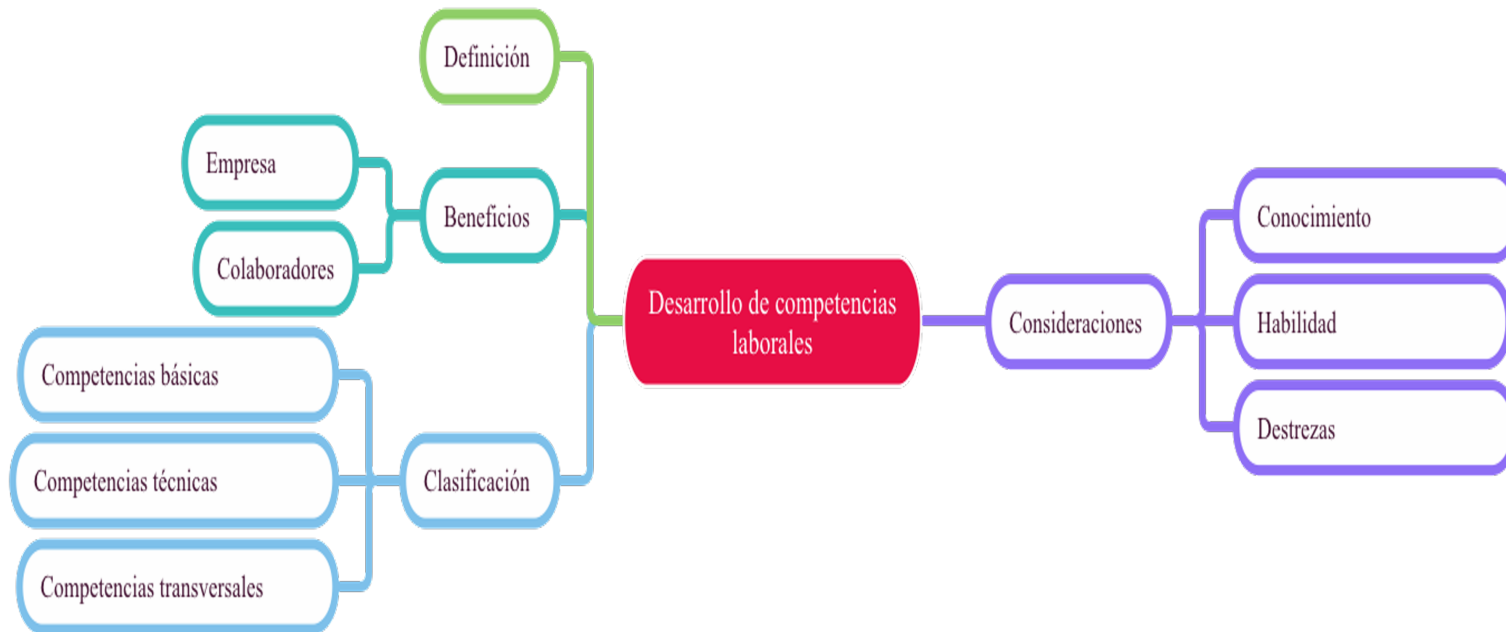 Definición
Empresa
Beneficios
Colaboradores
Competencias básicas
Competencias técnicas
Clasificación
Competencias transversales
Desarrollo de competencias
laborales
Consideraciones
Conocimiento
Habilidad
Destrezas